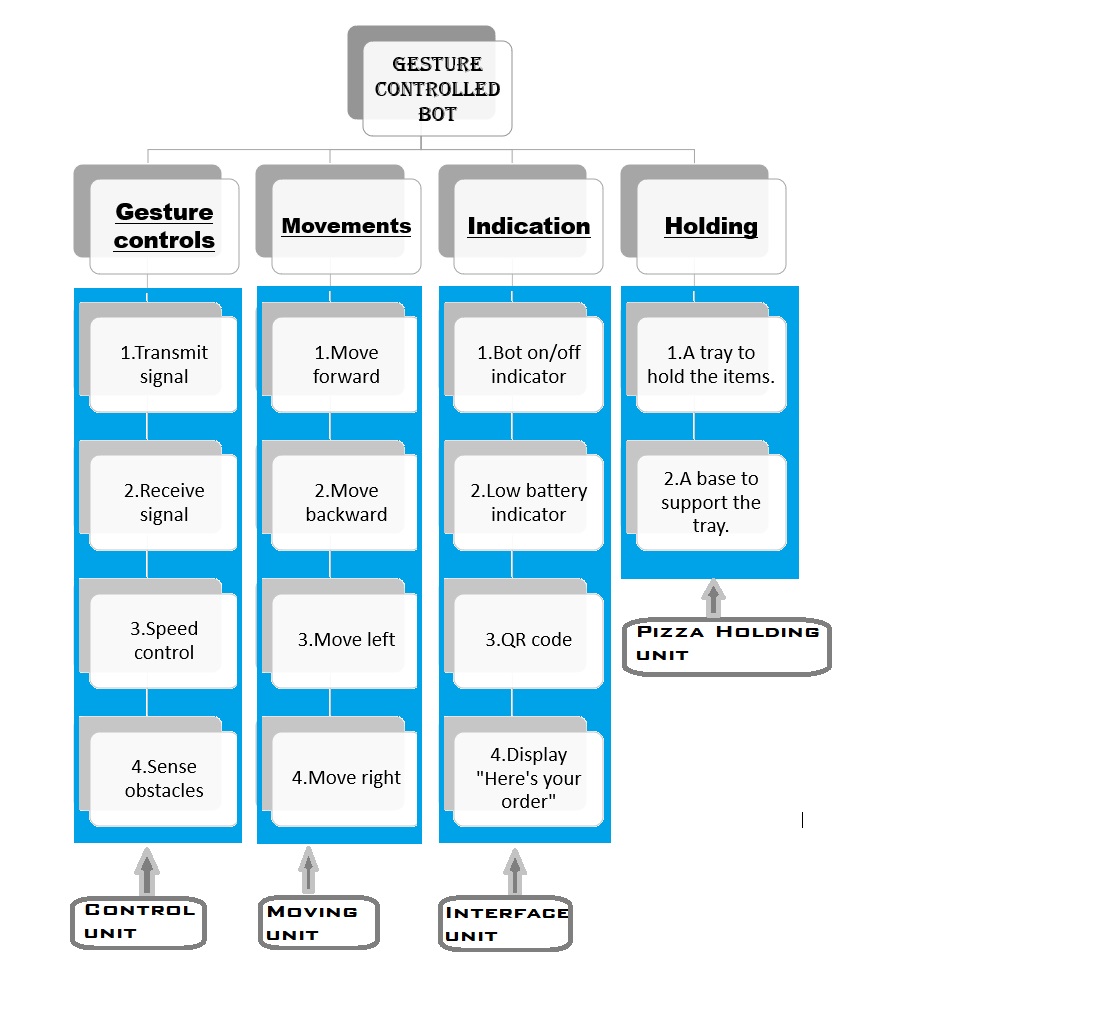 GESTURE
CONTROLLED
BOT
Gesture
controls
1.Transmit
signal
2.Receive
signal
3.Speed
control
4.Sense
obstacles
CONTROL
UNIT
Movements
1.Move
forward
2.Move
backward
3.Move left
4.Move right
MOVING
UNIT
Indication
1.Bot on/off
indicator
2.Low battery
indicator
3.QR code
4.Display
"Here's your
order"
INTERFACE
UNIT
Holding
1.A tray to
hold the items.
2.A base to
support the
tray.
PIZZA HOLDING
UNIT